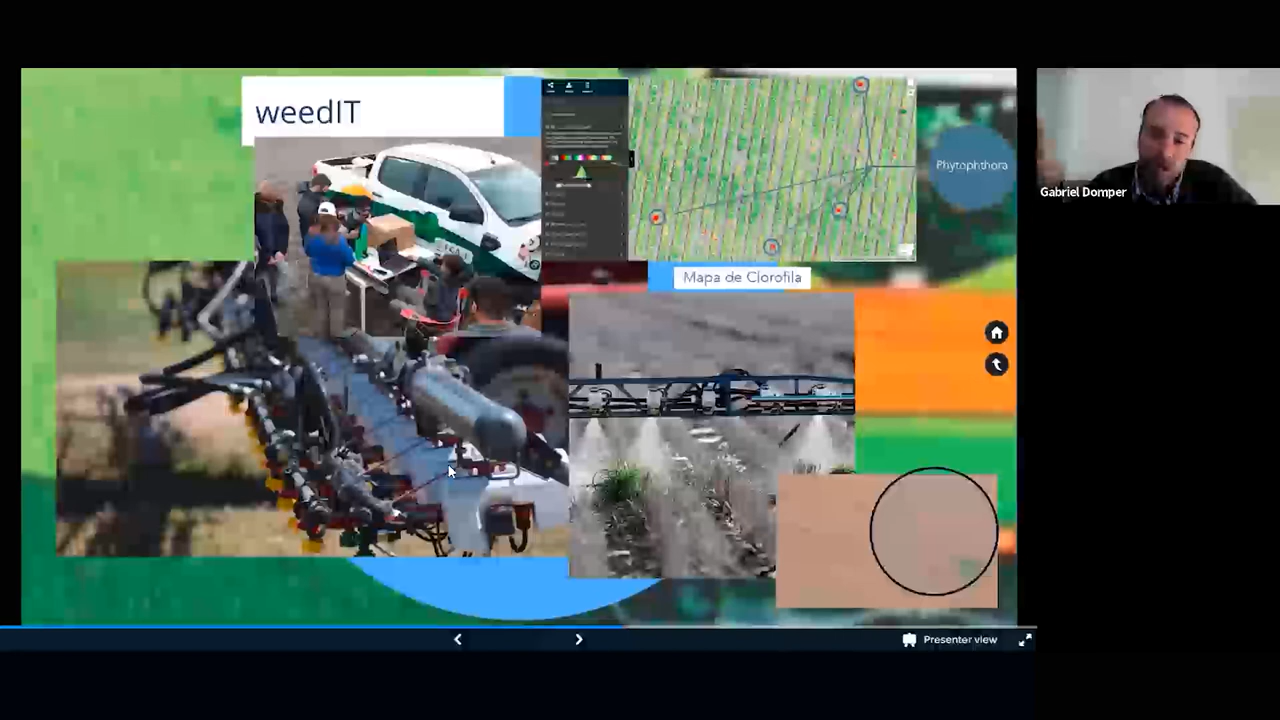 weedIT
Phytophthora
Gabriel Domper
Mapa de Clorofila
Presenter view